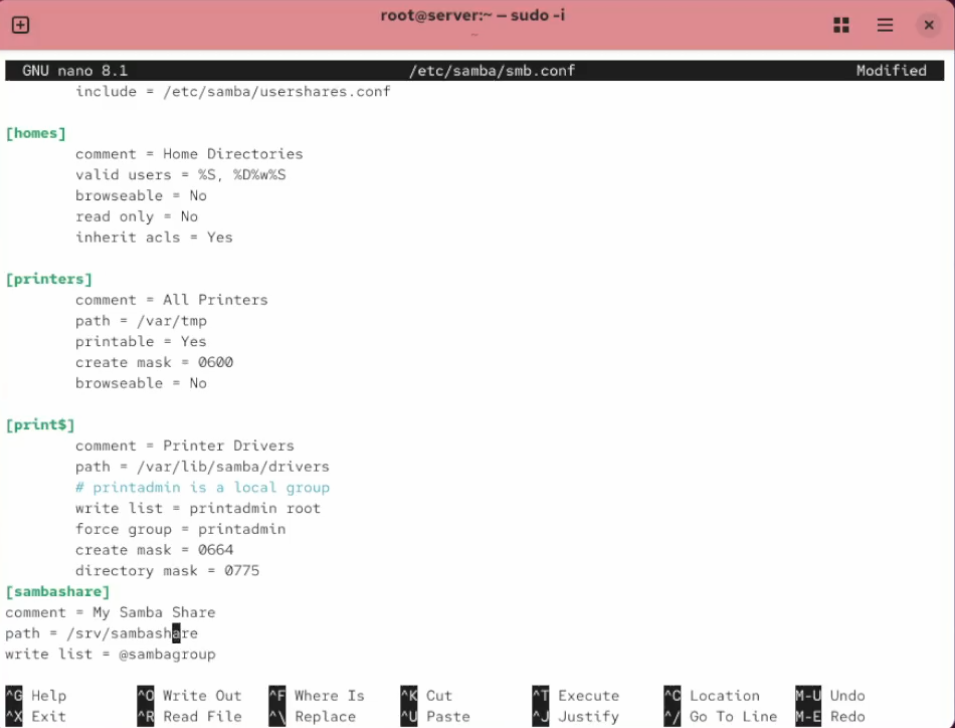 root@server:~ — sudo -i
~
GNU nano 8.1 /etc/samba/smb.conf Modified
include = /etc/samba/usershares.conf
[homes]
comment = Home Directories
valid users = %S, %D%w%S
browseable = No
read only = No
inherit acls = Yes
[printers]
comment = All Printers
path = /var/tmp
printable = Yes
create mask = 0600
browseable = No
[print$]
comment = Printer Drivers
path = /var/lib/samba/drivers
# printadmin is a local group
write list = printadmin root
force group = printadmin
create mask = 0664
directory mask = 0775
[sambashare]
comment = My Samba Share
path = /srv/sambashare
write list = @sambagroup
^G Help ^O Write Out ^F Where Is ^K Cut ^T Execute ^C Location M-U Undo
^X Exit ^R Read File ^\ Replace ^U Paste ^J Justify ^/ Go To Line M-E Redo